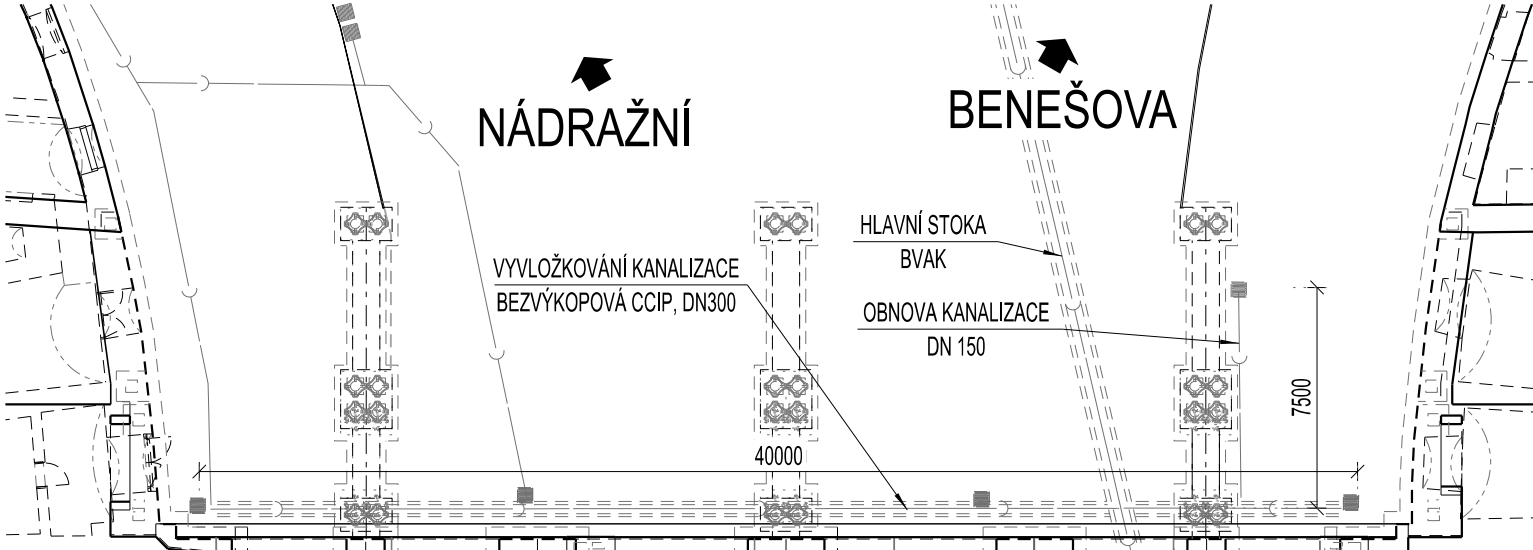 NÁDRAŽNÍ
BENEŠOVA
HLAVNÍ STOKA
BVAK
VYVLOŽKOVÁNÍ KANALIZACE
BEZVÝKOPOVÁ CCIP, DN300
OBNOVA KANALIZACE
DN 150
7500
40000